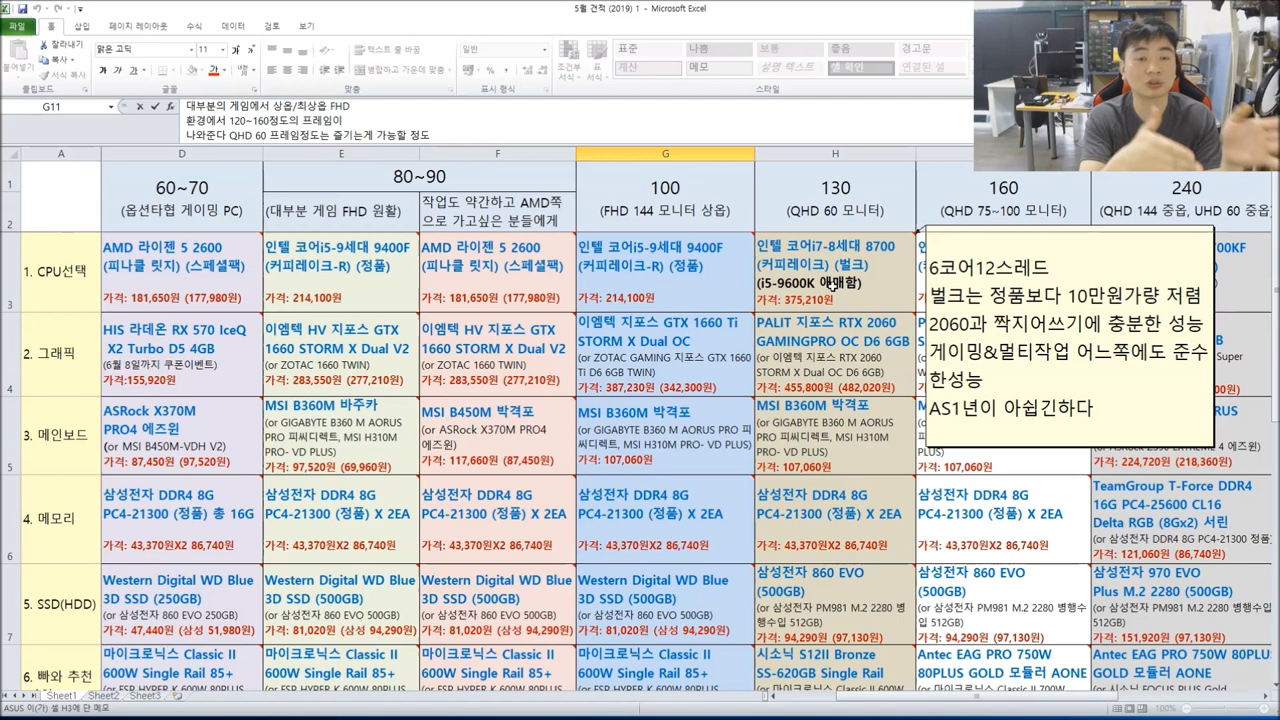 5월 견적 (2019) 1 - Microsoft Excel
파일
홈
삽입
페이지 레이아웃
수식
데이터
검토
보기
잘라내기
복사
서식 복사
붙여넣기
클립보드
맑은 고딕
11
글꼴
텍스트 줄 바꿈
병합하고 가운데 맞춤
맞춤
일반
표시 형식
조건부 서식
표 서식
표준
나쁨
보통
좋음
경고문
계산
메모
설명 텍스트
셀 확인
연결된 셀
스타일
G11
대부분의 게임에서 상옵/최상옵 FHD
환경에서 120~160정도의 프레임이
나와준다 QHD 60 프레임정도는 즐기는게 가능할 정도
A
D
E
F
G
H
1
60~70
80~90
100
130
160
240
2
(옵션타협 게이밍 PC)
(대부분 게임 FHD 원활)
작업도 약간하고 AMD쪽
으로 가고싶은 분들에게
(FHD 144 모니터 상옵)
(QHD 60 모니터)
(QHD 75~100 모니터)
(QHD 144 중옵, UHD 60 중옵)
3
1. CPU선택
AMD 라이젠 5 2600
(피나클 릿지) (스페셜팩)
가격: 181,650원 (177,980원)
인텔 코어i5-9세대 9400F
(커피레이크-R) (정품)
가격: 214,100원
AMD 라이젠 5 2600
(피나클 릿지) (스페셜팩)
가격: 181,650원 (177,980원)
인텔 코어i5-9세대 9400F
(커피레이크-R) (정품)
가격: 214,100원
인텔 코어i7-8세대 8700
(커피레이크) (벌크)
(i5-9600K 애매함)
가격: 375,210원
6코어12스레드
벌크는 정품보다 10만원가량 저렴
2060과 짝지어쓰기에 충분한 성능
게이밍&멀티작업 어느쪽에도 준수
한성능
AS1년이 아쉽긴하다
700KF
4
2. 그래픽
HIS 라데온 RX 570 IceQ
X2 Turbo D5 4GB
(6월 8일까지 쿠폰이벤트)
가격:155,920원
이엠텍 HV 지포스 GTX
1660 STORM X Dual V2
(or ZOTAC 1660 TWIN)
가격: 283,550원 (277,210원)
이엠텍 HV 지포스 GTX
1660 STORM X Dual V2
(or ZOTAC 1660 TWIN)
가격: 283,550원 (277,210원)
이엠텍 지포스 GTX 1660 Ti
STORM X Dual OC
(or ZOTAC GAMING 지포스 GTX 1660
Ti D6 6GB TWIN)
가격: 387,230원 (342,300원)
PALIT 지포스 RTX 2060
GAMINGPRO OC D6 6GB
(or 이엠텍 지포스 RTX 2060
STORM X Dual OC D6 6GB)
가격: 455,800원 (482,020원)
Super
5
3. 메인보드
ASRock X370M
PRO4 에즈윈
(or MSI B450M-VDH V2)
가격: 87,450원 (97,520원)
MSI B360M 바주카
(or GIGABYTE B360 M AORUS
PRO 피씨디렉트, MSI H310M
PRO- VD PLUS)
가격: 97,520원 (69,960원)
MSI B450M 박격포
(or ASRock X370M PRO4
에즈윈)
가격: 117,660원 (87,450원)
MSI B360M 박격포
(or GIGABYTE B360 M AORUS PRO 피
씨디렉트, MSI H310M PRO- VD PLUS)
가격: 107,060원
MSI B360M 박격포
(or GIGABYTE B360 M AORUS
PRO 피씨디렉트, MSI H310M
PRO- VD PLUS)
가격: 107,060원
PLUS)
가격: 107,060원
가격: 224,720원 (218,360원)
6
4. 메모리
삼성전자 DDR4 8G
PC4-21300 (정품) 총 16G
가격: 43,370원X2 86,740원
삼성전자 DDR4 8G
PC4-21300 (정품) X 2EA
가격: 43,370원X2 86,740원
삼성전자 DDR4 8G
PC4-21300 (정품) X 2EA
가격: 43,370원X2 86,740원
삼성전자 DDR4 8G
PC4-21300 (정품) X 2EA
가격: 43,370원X2 86,740원
삼성전자 DDR4 8G
PC4-21300 (정품) X 2EA
가격: 43,370원X2 86,740원
삼성전자 DDR4 8G
PC4-21300 (정품) X 2EA
가격: 43,370원X2 86,740원
TeamGroup T-Force DDR4
16G PC4-25600 CL16
Delta RGB (8Gx2) 서린
(or 삼성전자 DDR4 8G PC4-21300 정품)
가격: 121,060원 (86,740원)
7
5. SSD(HDD)
Western Digital WD Blue
3D SSD (250GB)
(or 삼성전자 860 EVO 250GB)
가격: 47,440원 (삼성 51,980원)
Western Digital WD Blue
3D SSD (500GB)
(or 삼성전자 860 EVO 500GB)
가격: 81,020원 (삼성 94,290원)
Western Digital WD Blue
3D SSD (500GB)
(or 삼성전자 860 EVO 500GB)
가격: 81,020원 (삼성 94,290원)
Western Digital WD Blue
3D SSD (500GB)
(or 삼성전자 860 EVO 500GB)
가격: 81,020원 (삼성 94,290원)
삼성전자 860 EVO
(500GB)
(or 삼성전자 PM981 M.2 2280 병
행수입 512GB)
가격: 94,290원 (97,130원)
삼성전자 860 EVO
(500GB)
(or 삼성전자 PM981 M.2 2280 병행수
입 512GB)
가격: 94,290원 (97,130원)
삼성전자 970 EVO
Plus M.2 2280 (500GB)
(or 삼성전자 PM981 M.2 2280 병행수입
512GB)
가격: 151,920원 (97,130원)
6. 빠와 추천
마이크로닉스 Classic II
600W Single Rail 85+
마이크로닉스 Classic II
600W Single Rail 85+
마이크로닉스 Classic II
600W Single Rail 85+
마이크로닉스 Classic II
600W Single Rail 85+
시소닉 S12II Bronze
SS-620GB Single Rail
Antec EAG PRO 750W
80PLUS GOLD 모듈러 AONE
Antec EAG PRO 750W 80PLUS
GOLD 모듈러 AONE
Sheet1
Sheet2
Sheet3
ASUS 이(가) 셀 H3에 단 메모
100%